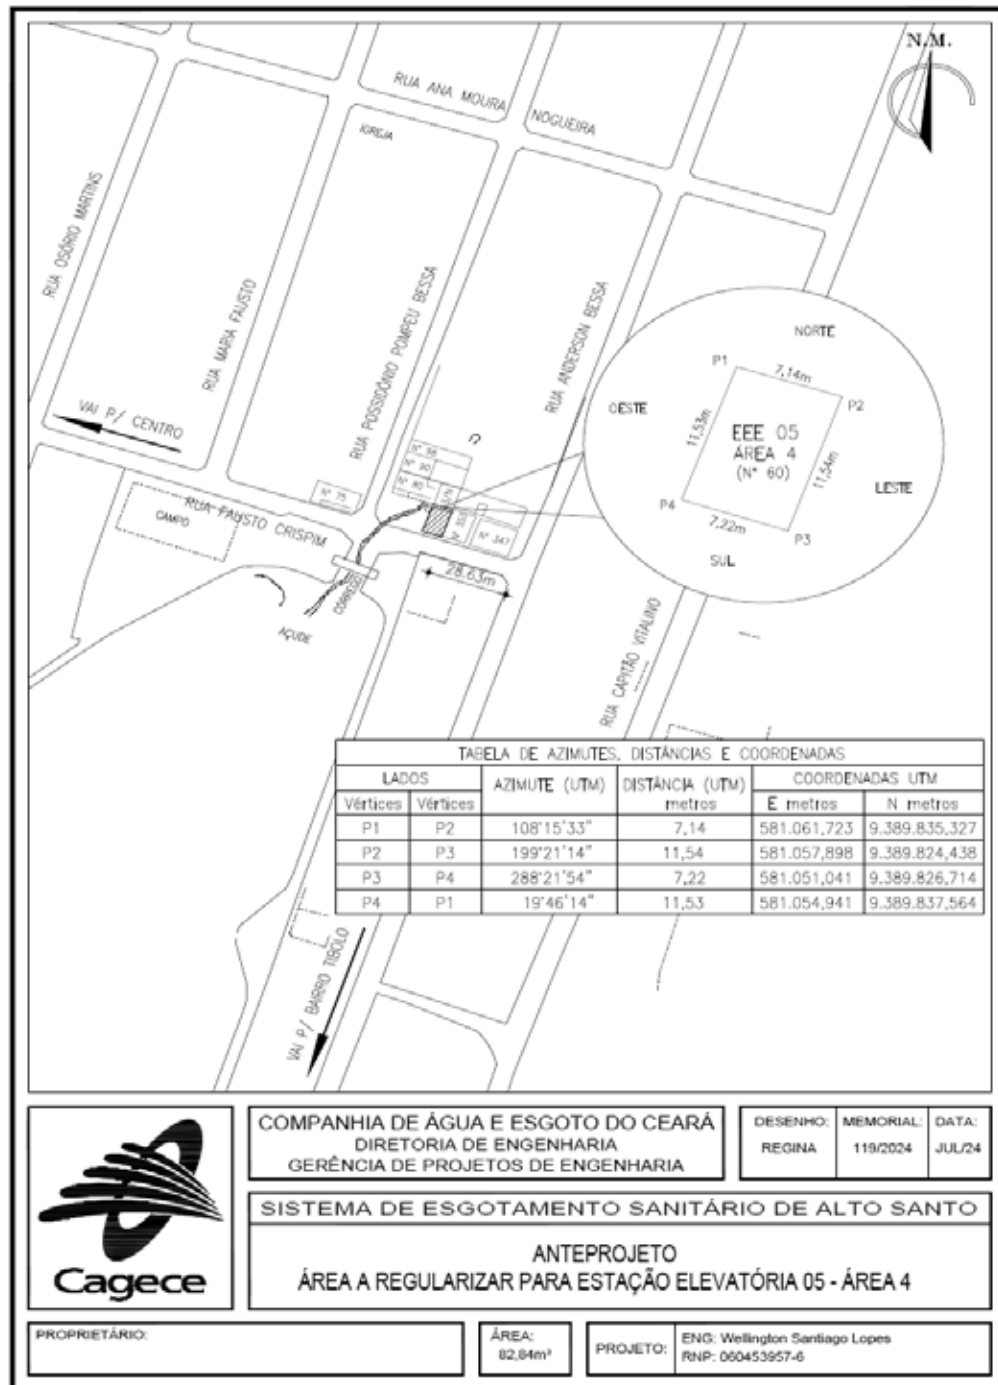 N.M.
RUA ANA MOURA NOGUEIRA
IGREJA
RUA OSÓRIO MARTINS
RUA MARIA FAUSTO
RUA POSSIDÔNIO POMPEU BESSA
RUA ANDERSON BESSA
NORTE
P1
7,14m
P2
OESTE
11,53m
EEE 05
ÁREA 4
(N° 60)
11,54m
LESTE
P4
7,22m
P3
SUL
VAI P/ CENTRO
N° 98
N° 90
N° 80
N° 75
N° 347
CAMPO
RUA FAUSTO CRISPIM
28.63m
CÓRREGO
AÇUDE
RUA CAPITÃO VITALINO
VAI P/ BAIRRO TIBOLO
TABELA DE AZIMUTES, DISTÂNCIAS E COORDENADAS
LADOS AZIMUTE (UTM) DISTÂNCIA (UTM) metros COORDENADAS UTM
Vértices Vértices E metros N metros
P1 P2 108°15'33" 7,14 581.061,723 9.389.835,327
P2 P3 199°21'14" 11,54 581.057,898 9.389.824,438
P3 P4 288°21'54" 7,22 581.051,041 9.389.826,714
P4 P1 19°46'14" 11,53 581.054,941 9.389.837,564
Cagece
COMPANHIA DE ÁGUA E ESGOTO DO CEARÁ
DIRETORIA DE ENGENHARIA
GERÊNCIA DE PROJETOS DE ENGENHARIA
DESENHO: MEMORIAL: DATA:
REGINA 119/2024 JUL/24
SISTEMA DE ESGOTAMENTO SANITÁRIO DE ALTO SANTO
ANTEPROJETO
ÁREA A REGULARIZAR PARA ESTAÇÃO ELEVATÓRIA 05 - ÁREA 4
PROPRIETÁRIO:
ÁREA:
82,84m²
PROJETO:
ENG: Wellington Santiago Lopes
RNP: 060453957-6